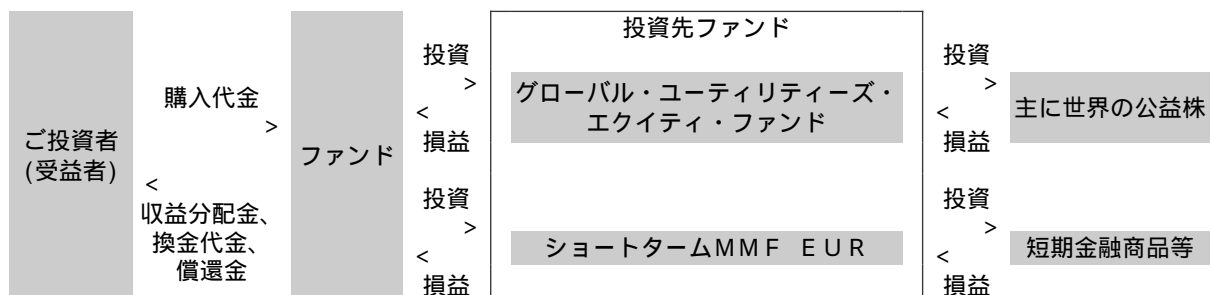 ご投資者
(受益者)
購入代金
>
<
収益分配金、
換金代金、
償還金
ファンド
投資
>
<
損益
投資
>
<
損益
投資先ファンド
グローバル・ユーティリティーズ・
エクイティ・ファンド
ショートタームMMF EUR
投資
>
<
損益
投資
>
<
損益
主に世界の公益株
短期金融商品等